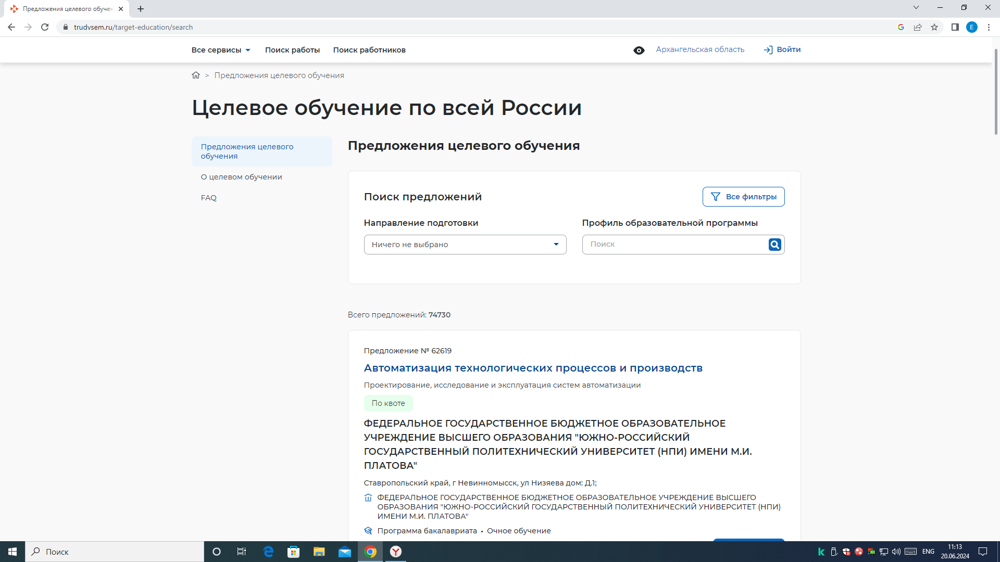 Предложения целевого обучен
trudvsem.ru/target-education/search
E
Все сервисы
Поиск работы
Поиск работников
Архангельская область
Войти
> Предложения целевого обучения
Целевое обучение по всей России
Предложения целевого
обучения
О целевом обучении
FAQ
Предложения целевого обучения
Поиск предложений
Все фильтры
Направление подготовки
Профиль образовательной программы
Ничего не выбрано
Поиск
Всего предложений: 74730
Предложение № 62619
Автоматизация технологических процессов и производств
Проектирование, исследование и эксплуатация систем автоматизации
По квоте
ФЕДЕРАЛЬНОЕ ГОСУДАРСТВЕННОЕ БЮДЖЕТНОЕ ОБРАЗОВАТЕЛЬНОЕ
УЧРЕЖДЕНИЕ ВЫСШЕГО ОБРАЗОВАНИЯ "ЮЖНО-РОССИЙСКИЙ
ГОСУДАРСТВЕННЫЙ ПОЛИТЕХНИЧЕСКИЙ УНИВЕРСИТЕТ (НПИ) ИМЕНИ М.И.
ПЛАТОВА"
Ставропольский край, г Невинномысск, ул Низяева дом: Д.1;
ФЕДЕРАЛЬНОЕ ГОСУДАРСТВЕННОЕ БЮДЖЕТНОЕ ОБРАЗОВАТЕЛЬНОЕ УЧРЕЖДЕНИЕ ВЫСШЕГО
ОБРАЗОВАНИЯ "ЮЖНО-РОССИЙСКИЙ ГОСУДАРСТВЕННЫЙ ПОЛИТЕХНИЧЕСКИЙ УНИВЕРСИТЕТ (НПИ)
ИМЕНИ М.И. ПЛАТОВА"
Программа бакалавриата • Очное обучение
Поиск
ENG
11:13
20.06.2024